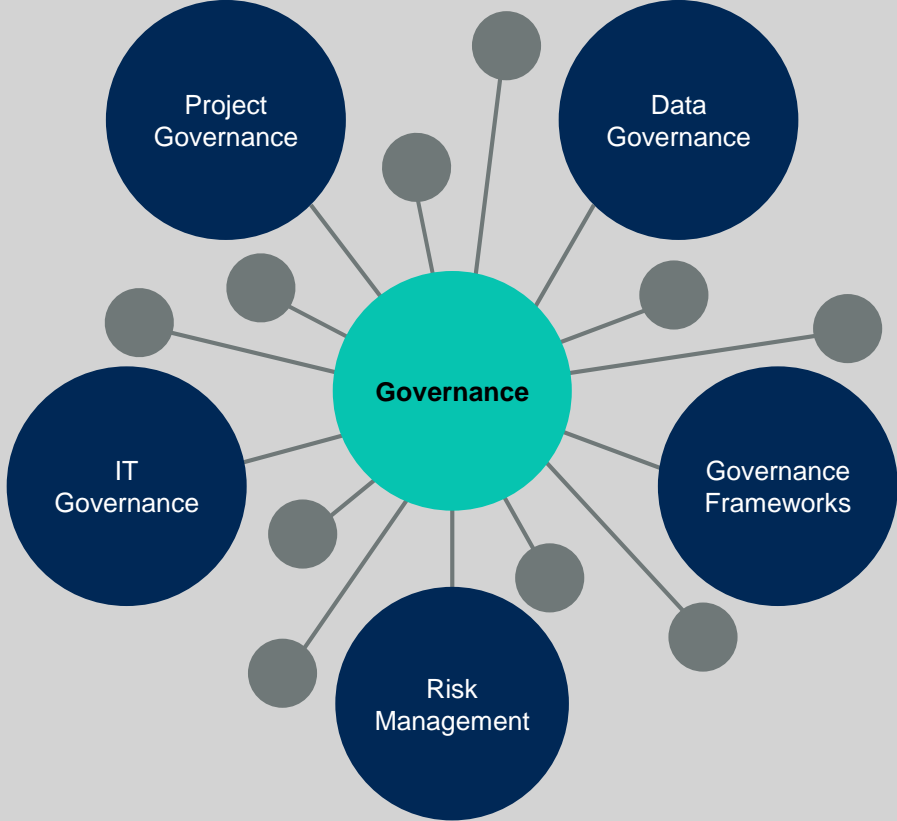 Project
Governance
Data
Governance
Governance
IT
Governance
Governance
Frameworks
Risk
Management